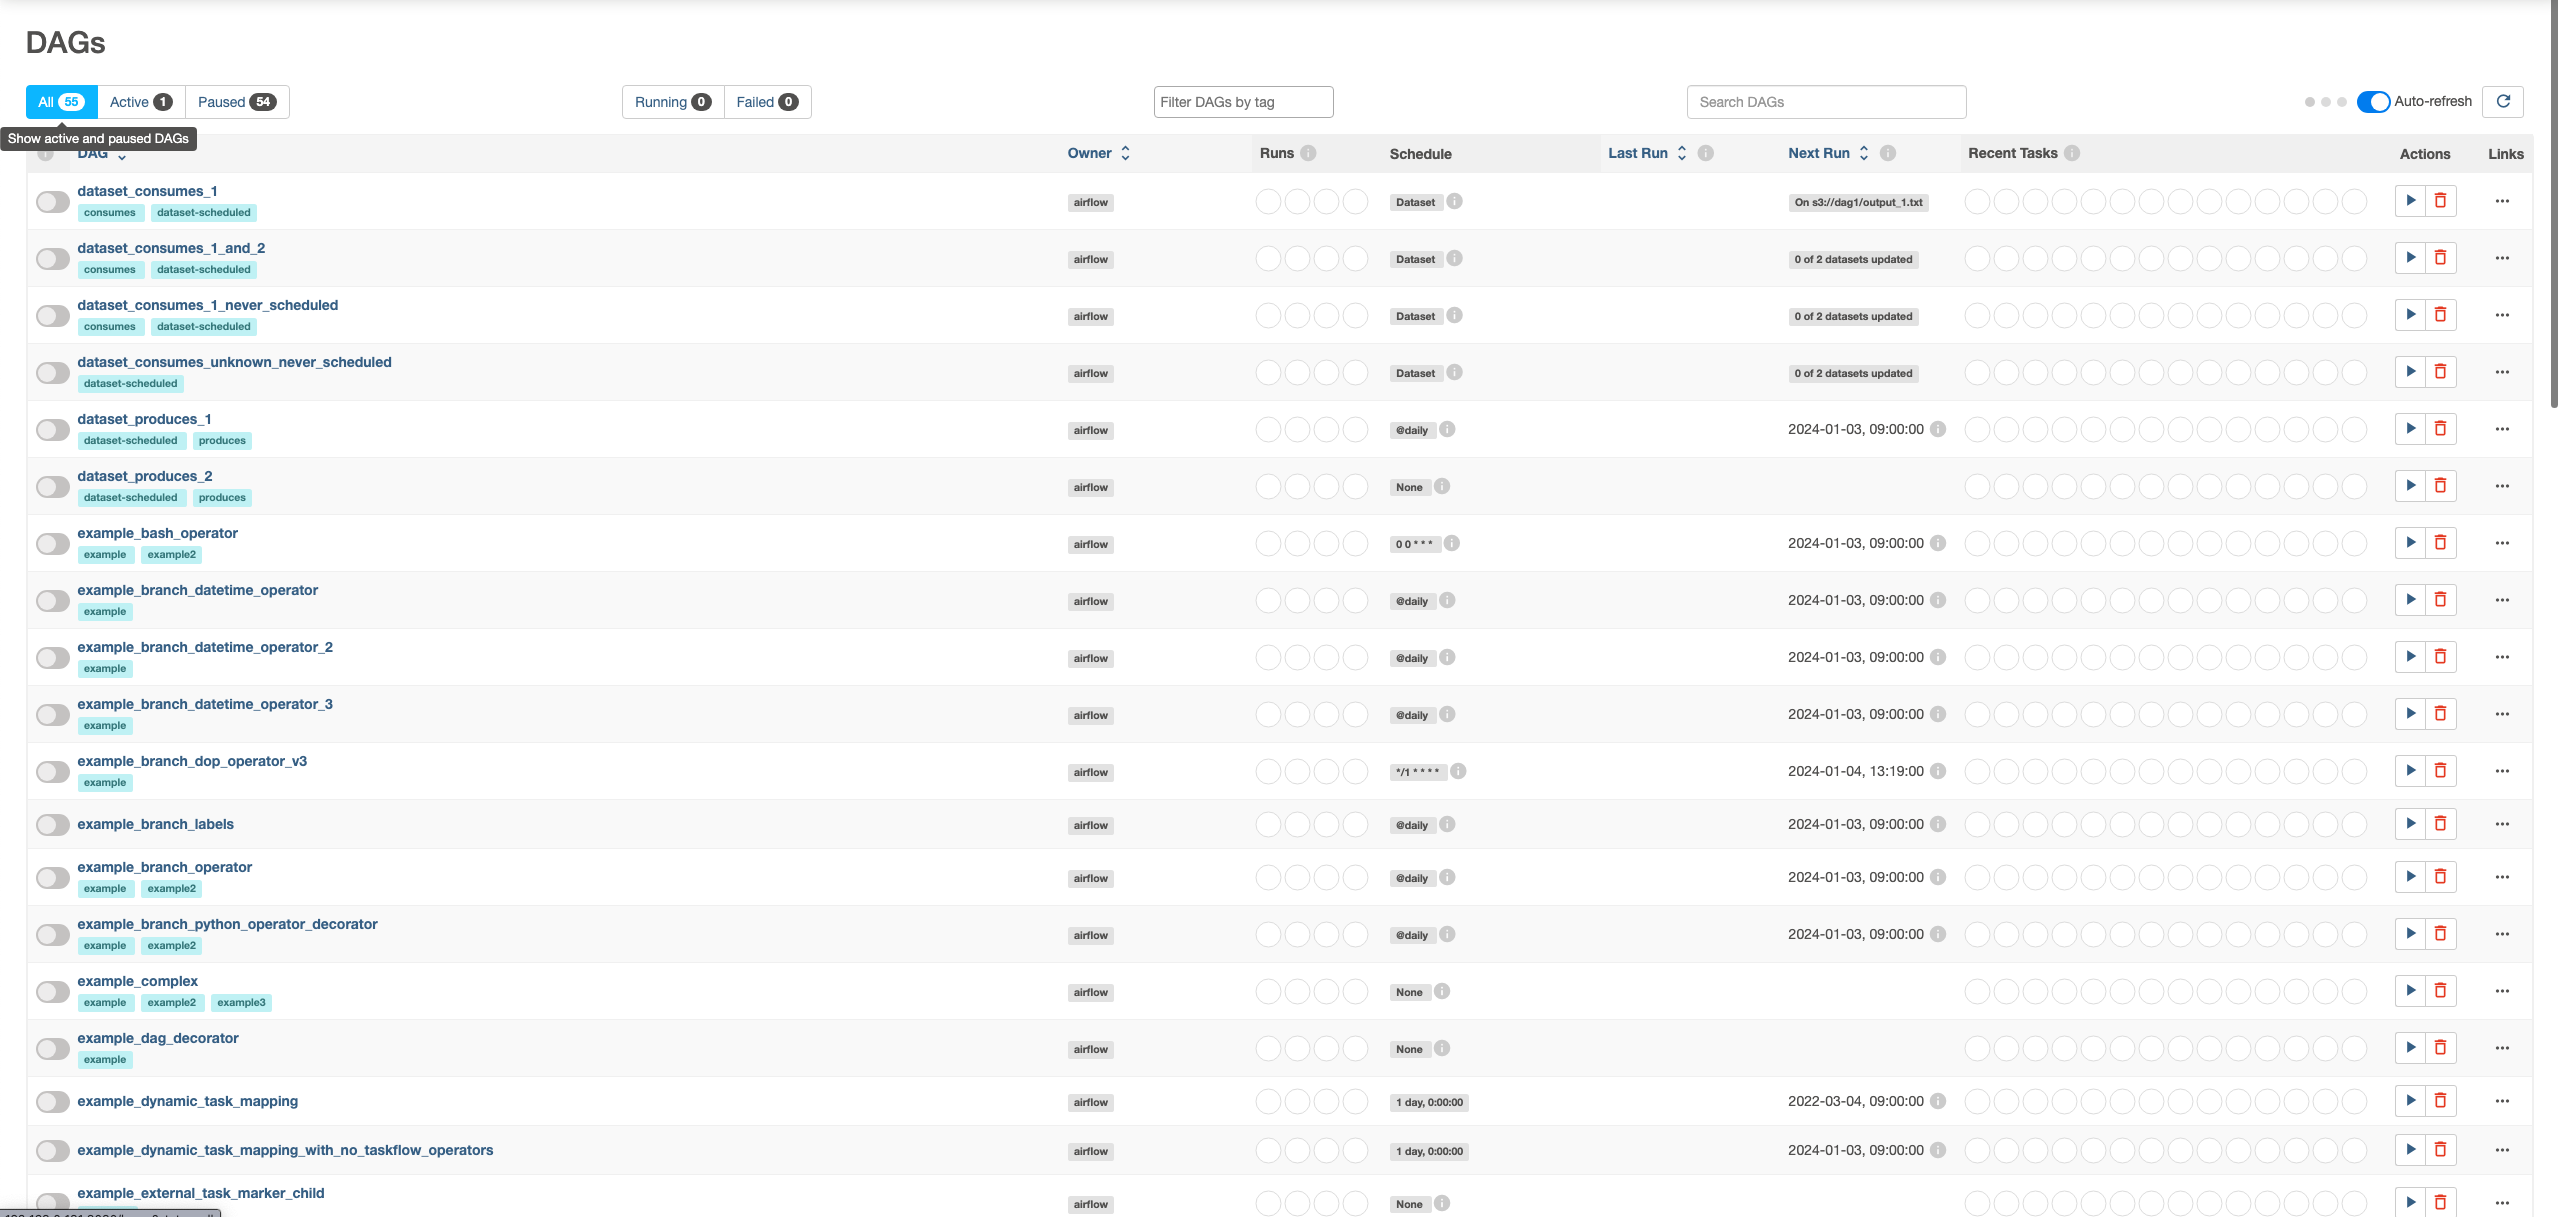 DAGs
All 55 Active 1 Paused 54 Running 0 Failed 0 Filter DAGs by tag Search DAGs Auto-refresh
Show active and paused DAGs
DAG Owner Runs Schedule Last Run Next Run Recent Tasks Actions Links
dataset_consumes_1
consumes dataset-scheduled airflow Dataset On s3://dag1/output_1.txt
dataset_consumes_1_and_2
consumes dataset-scheduled airflow Dataset 0 of 2 datasets updated
dataset_consumes_1_never_scheduled
consumes dataset-scheduled airflow Dataset 0 of 2 datasets updated
dataset_consumes_unknown_never_scheduled
dataset-scheduled airflow Dataset 0 of 2 datasets updated
dataset_produces_1
dataset-scheduled produces airflow @daily 2024-01-03, 09:00:00
dataset_produces_2
dataset-scheduled produces airflow None
example_bash_operator
example example2 airflow 0 0 * * * 2024-01-03, 09:00:00
example_branch_datetime_operator
example airflow @daily 2024-01-03, 09:00:00
example_branch_datetime_operator_2
example airflow @daily 2024-01-03, 09:00:00
example_branch_datetime_operator_3
example airflow @daily 2024-01-03, 09:00:00
example_branch_dop_operator_v3
example airflow */1 * * * * 2024-01-04, 13:19:00
example_branch_labels airflow @daily 2024-01-03, 09:00:00
example_branch_operator
example example2 airflow @daily 2024-01-03, 09:00:00
example_branch_python_operator_decorator
example example2 airflow @daily 2024-01-03, 09:00:00
example_complex
example example2 example3 airflow None
example_dag_decorator
example airflow None
example_dynamic_task_mapping airflow 1 day, 0:00:00 2022-03-04, 09:00:00
example_dynamic_task_mapping_with_no_taskflow_operators airflow 1 day, 0:00:00 2024-01-03, 09:00:00
example_external_task_marker_child
airflow None